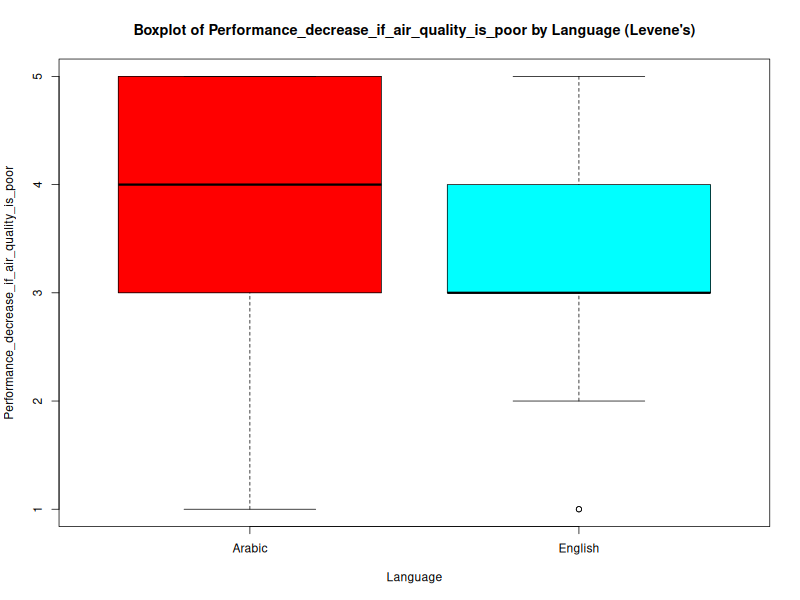 Boxplot of Performance_decrease_if_air_quality_is_poor by Language (Levene's)
Performance_decrease_if_air_quality_is_poor
5
4
3
2
1
Arabic English
Language